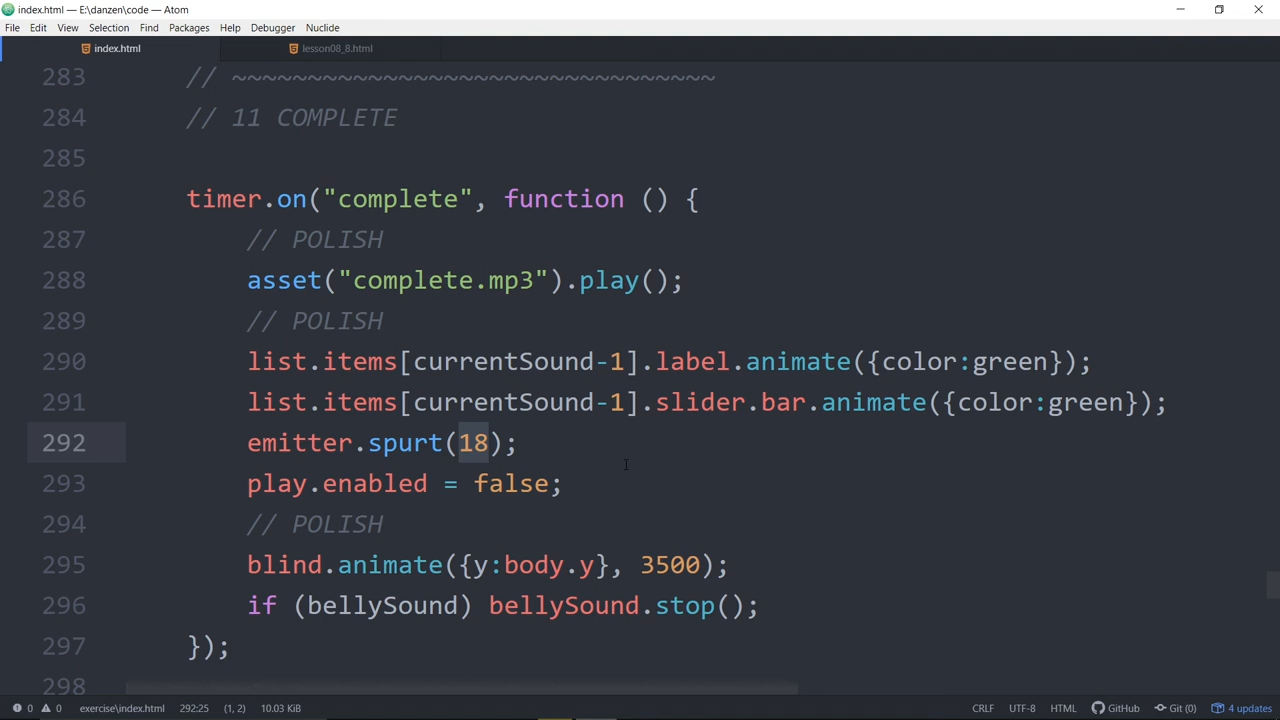 index.html — E:\danzen\code — Atom
File Edit View Selection Find Packages Help Debugger Nuclide
index.html lesson08_8.html
283 // ~~~~~~~~~~~~~~~~~~~~~~~~~~~~~~~~
284 // 11 COMPLETE
285
286 timer.on("complete", function () {
287 // POLISH
288 asset("complete.mp3").play();
289 // POLISH
290 list.items[currentSound-1].label.animate({color:green});
291 list.items[currentSound-1].slider.bar.animate({color:green});
292 emitter.spurt(18);
293 play.enabled = false;
294 // POLISH
295 blind.animate({y:body.y}, 3500);
296 if (bellySound) bellySound.stop();
297 });
298
0 0 exercise\index.html 292:25 (1, 2) 10.03 KiB CRLF UTF-8 HTML GitHub Git (0) 4 updates